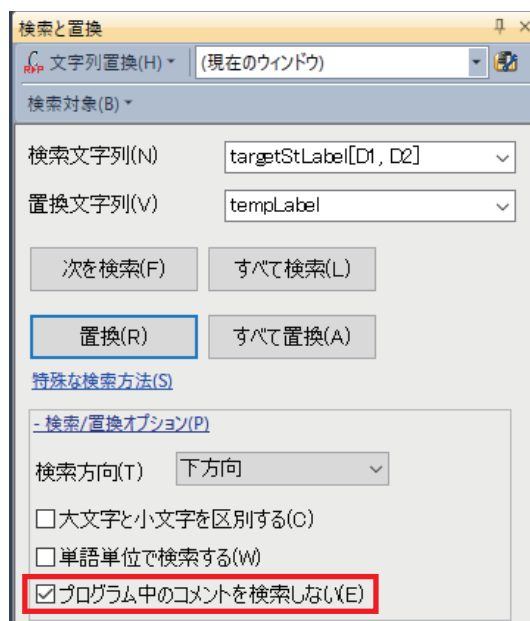 検索と置換
文字列置換(H) (現在のウィンドウ)
検索対象(B)
検索文字列(N) targetStLabel[D1, D2]
置換文字列(V) tempLabel
次を検索(F) すべて検索(L)
置換(R) すべて置換(A)
特殊な検索方法(S)
- 検索/置換オプション(P)
検索方向(T) 下方向
大文字と小文字を区別する(C)
単語単位で検索する(W)
プログラム中のコメントを検索しない(E)